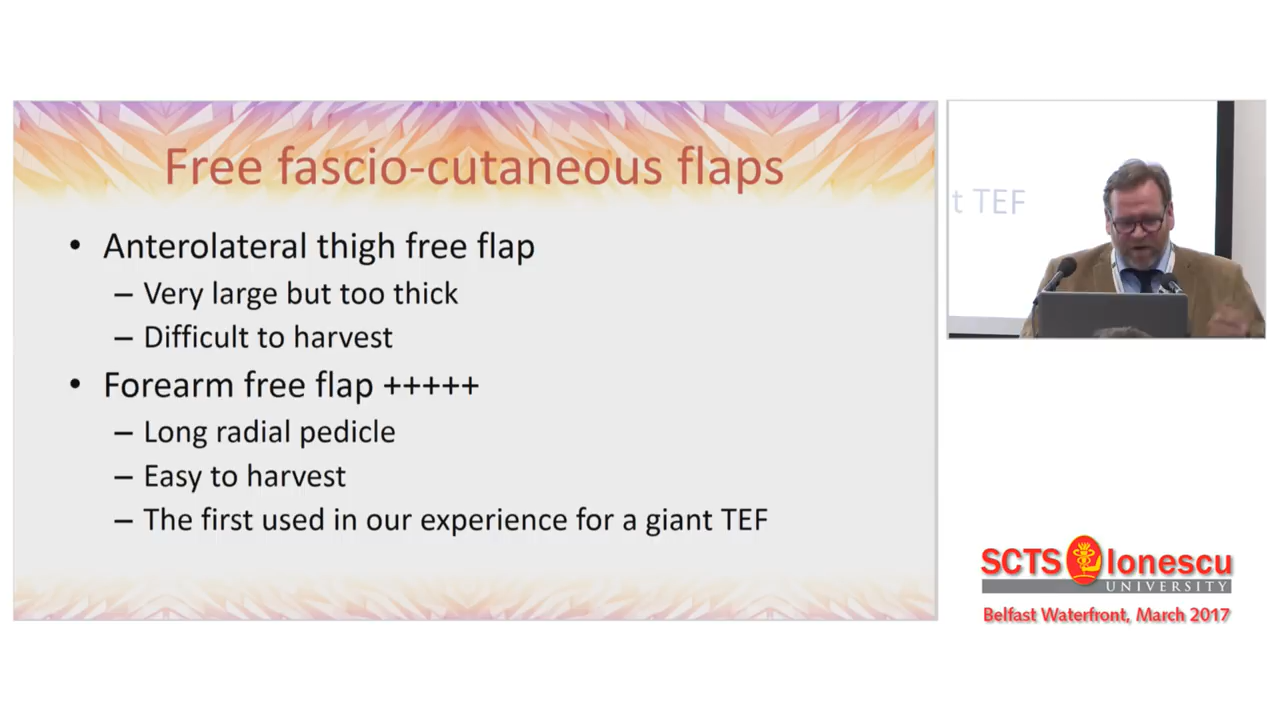 Free fascio-cutaneous flaps
• Anterolateral thigh free flap
– Very large but too thick
– Difficult to harvest
• Forearm free flap +++++
– Long radial pedicle
– Easy to harvest
– The first used in our experience for a giant TEF
t TEF
SCTS Ionescu
UNIVERSITY
Belfast Waterfront, March 2017